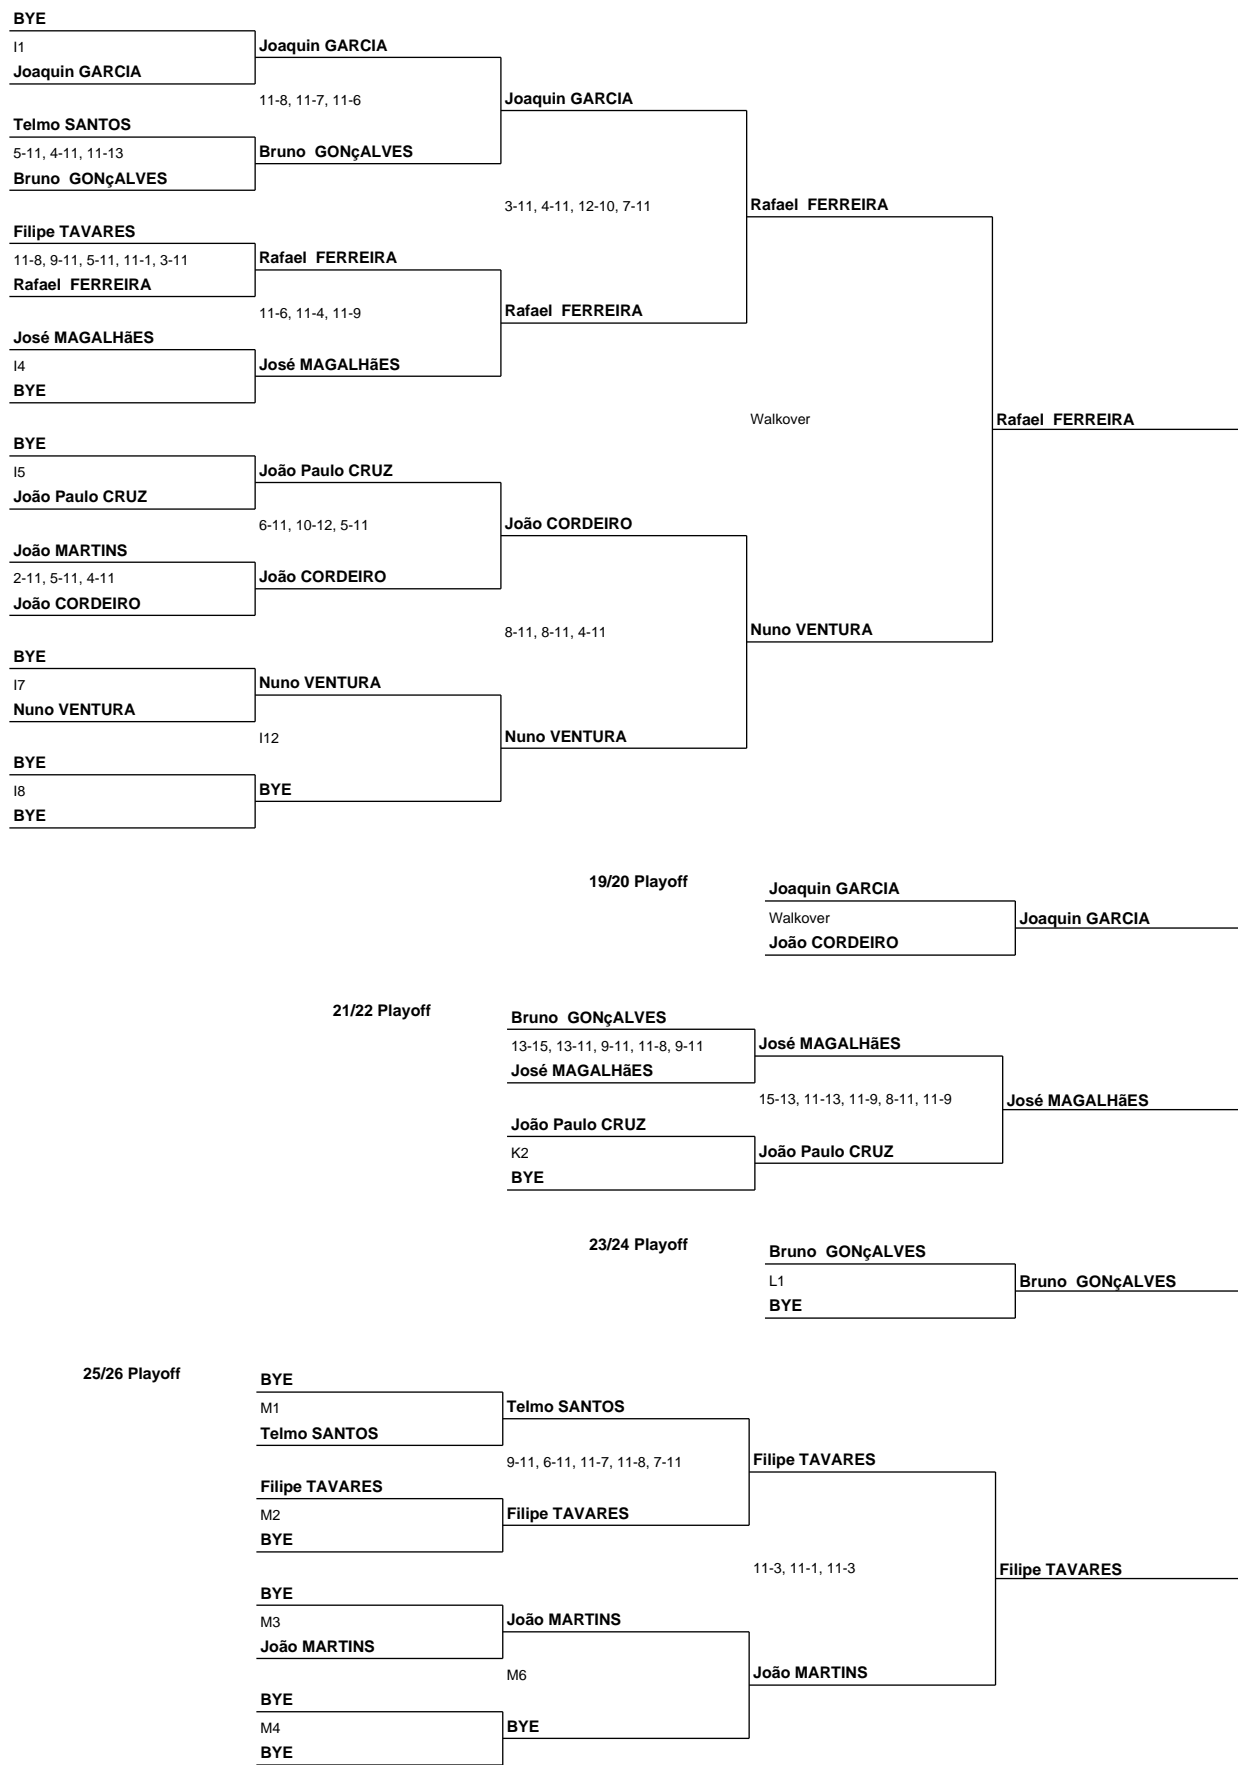 BYE
I1
Joaquin GARCIA
Joaquin GARCIA
11-8, 11-7, 11-6
Joaquin GARCIA
Telmo SANTOS
5-11, 4-11, 11-13
Bruno GONçALVES
Bruno GONçALVES
3-11, 4-11, 12-10, 7-11
Rafael FERREIRA
Filipe TAVARES
11-8, 9-11, 5-11, 11-1, 3-11
Rafael FERREIRA
Rafael FERREIRA
11-6, 11-4, 11-9
Rafael FERREIRA
José MAGALHãES
I4
BYE
José MAGALHãES
Walkover
Rafael FERREIRA
BYE
I5
João Paulo CRUZ
João Paulo CRUZ
6-11, 10-12, 5-11
João CORDEIRO
João MARTINS
2-11, 5-11, 4-11
João CORDEIRO
João CORDEIRO
8-11, 8-11, 4-11
Nuno VENTURA
BYE
I7
Nuno VENTURA
Nuno VENTURA
I12
Nuno VENTURA
BYE
I8
BYE
BYE
19/20 Playoff
Joaquin GARCIA
Walkover
João CORDEIRO
Joaquin GARCIA
21/22 Playoff
Bruno GONçALVES
13-15, 13-11, 9-11, 11-8, 9-11
José MAGALHãES
José MAGALHãES
15-13, 11-13, 11-9, 8-11, 11-9
José MAGALHãES
João Paulo CRUZ
K2
BYE
João Paulo CRUZ
23/24 Playoff
Bruno GONçALVES
L1
BYE
Bruno GONçALVES
25/26 Playoff
BYE
M1
Telmo SANTOS
Telmo SANTOS
9-11, 6-11, 11-7, 11-8, 7-11
Filipe TAVARES
Filipe TAVARES
M2
BYE
Filipe TAVARES
11-3, 11-1, 11-3
Filipe TAVARES
BYE
M3
João MARTINS
João MARTINS
M6
João MARTINS
BYE
M4
BYE
BYE